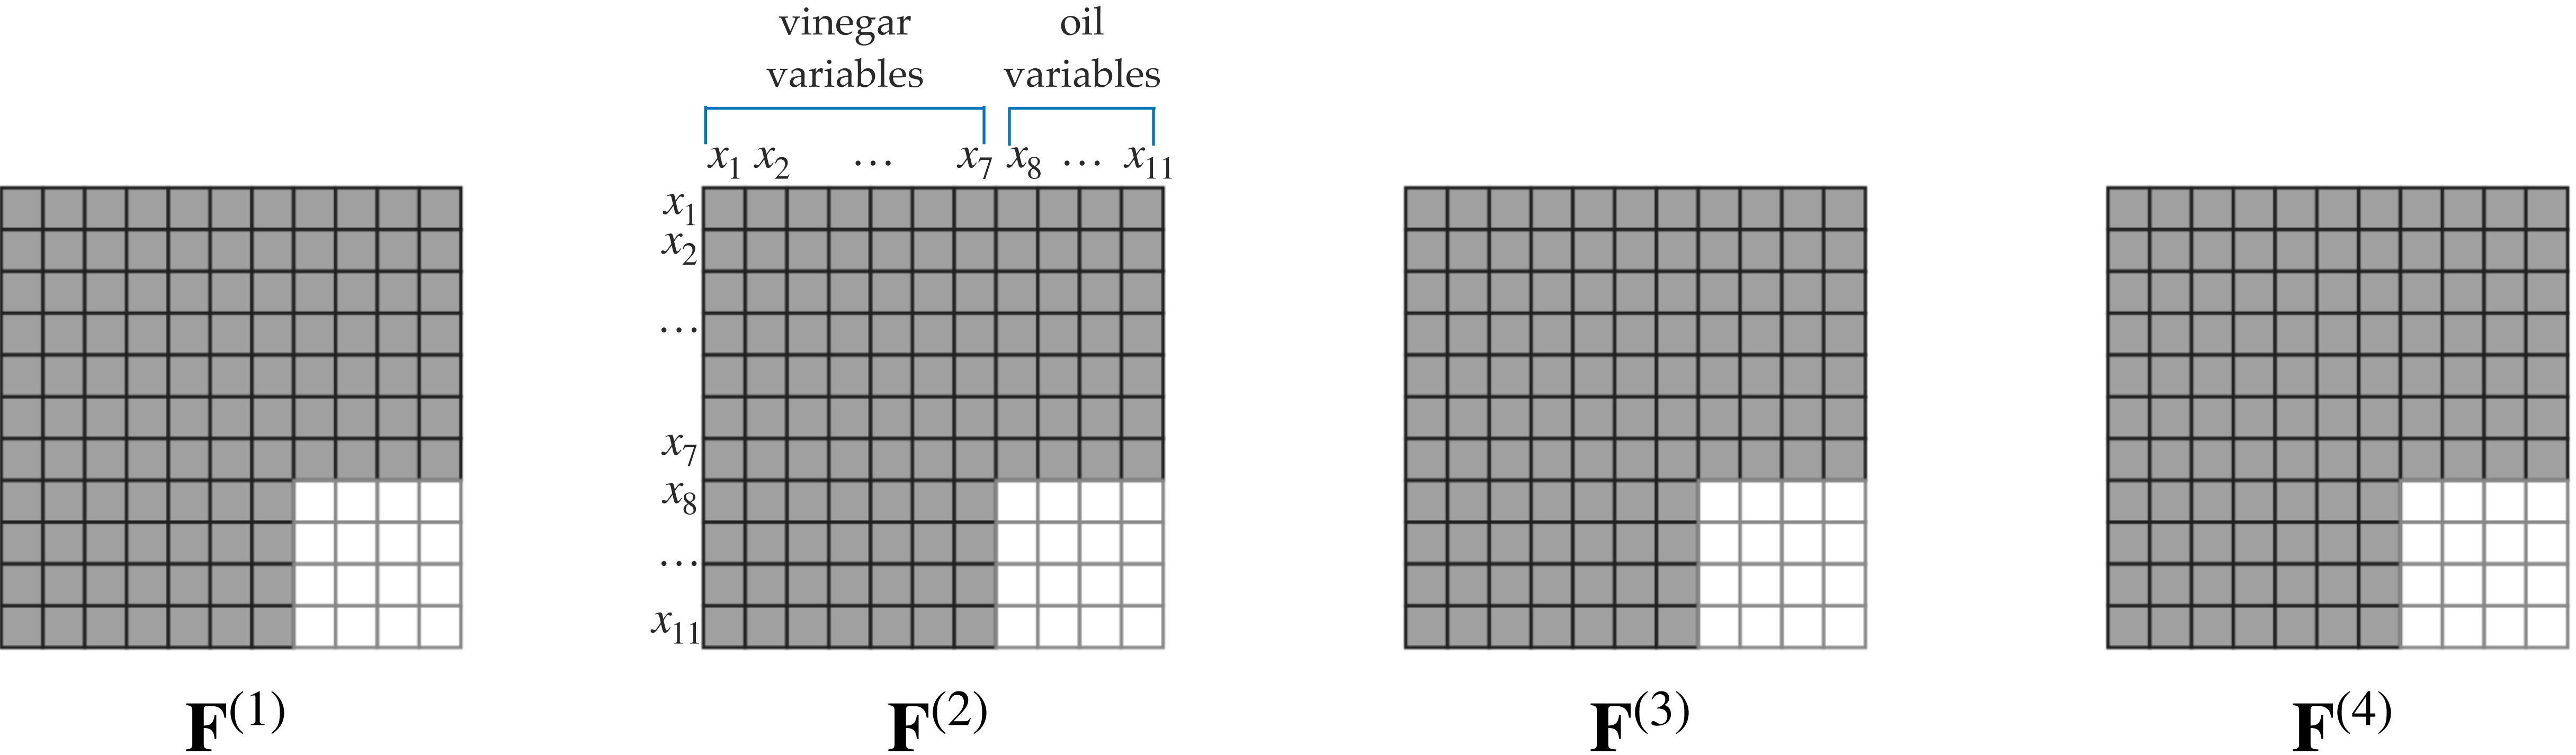 vinegar variables
oil variables
x₁ x₂ ⋯ x₇ x₈ ⋯ x₁₁
x₁
x₂
⋯
x₇
x₈
⋯
x₁₁
F⁽¹⁾ F⁽²⁾ F⁽³⁾ F⁽⁴⁾